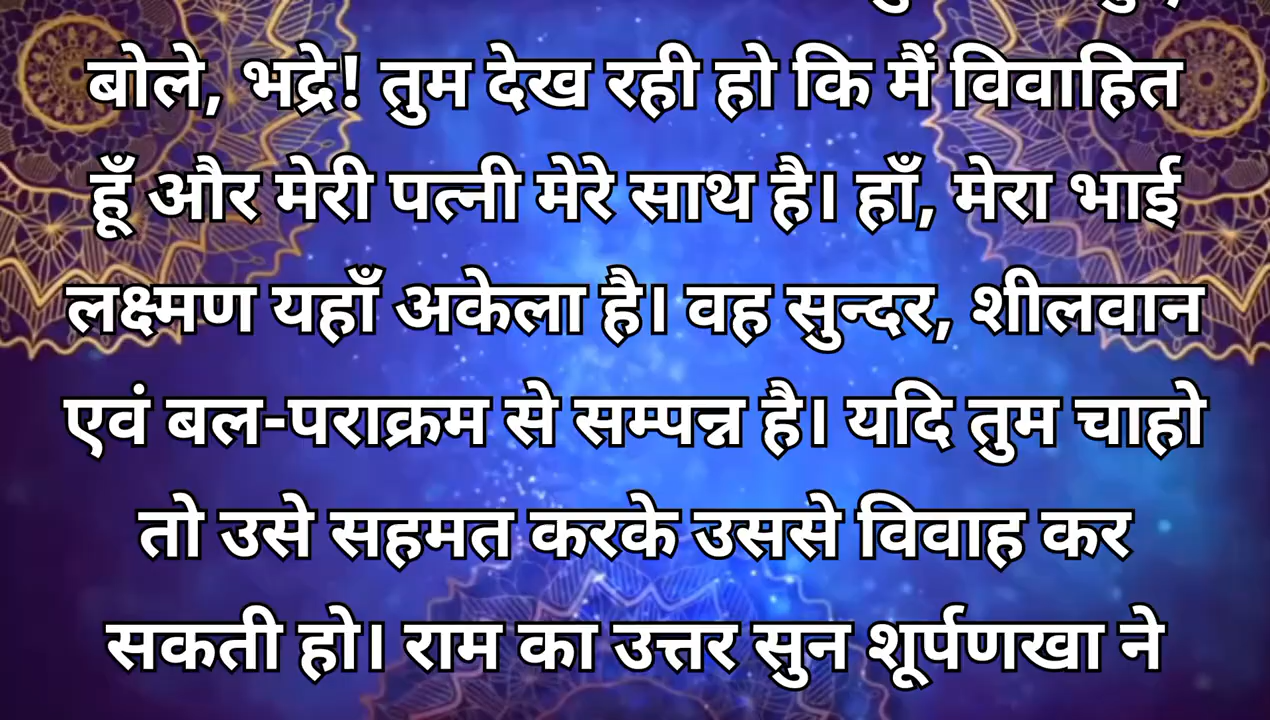 बोले, भद्रे! तुम देख रही हो कि मैं विवाहित
हूँ और मेरी पत्नी मेरे साथ है। हाँ, मेरा भाई
लक्ष्मण यहाँ अकेला है। वह सुन्दर, शीलवान
एवं बल-पराक्रम से सम्पन्न है। यदि तुम चाहो
तो उसे सहमत करके उससे विवाह कर
सकती हो। राम का उत्तर सुन शूर्पणखा ने